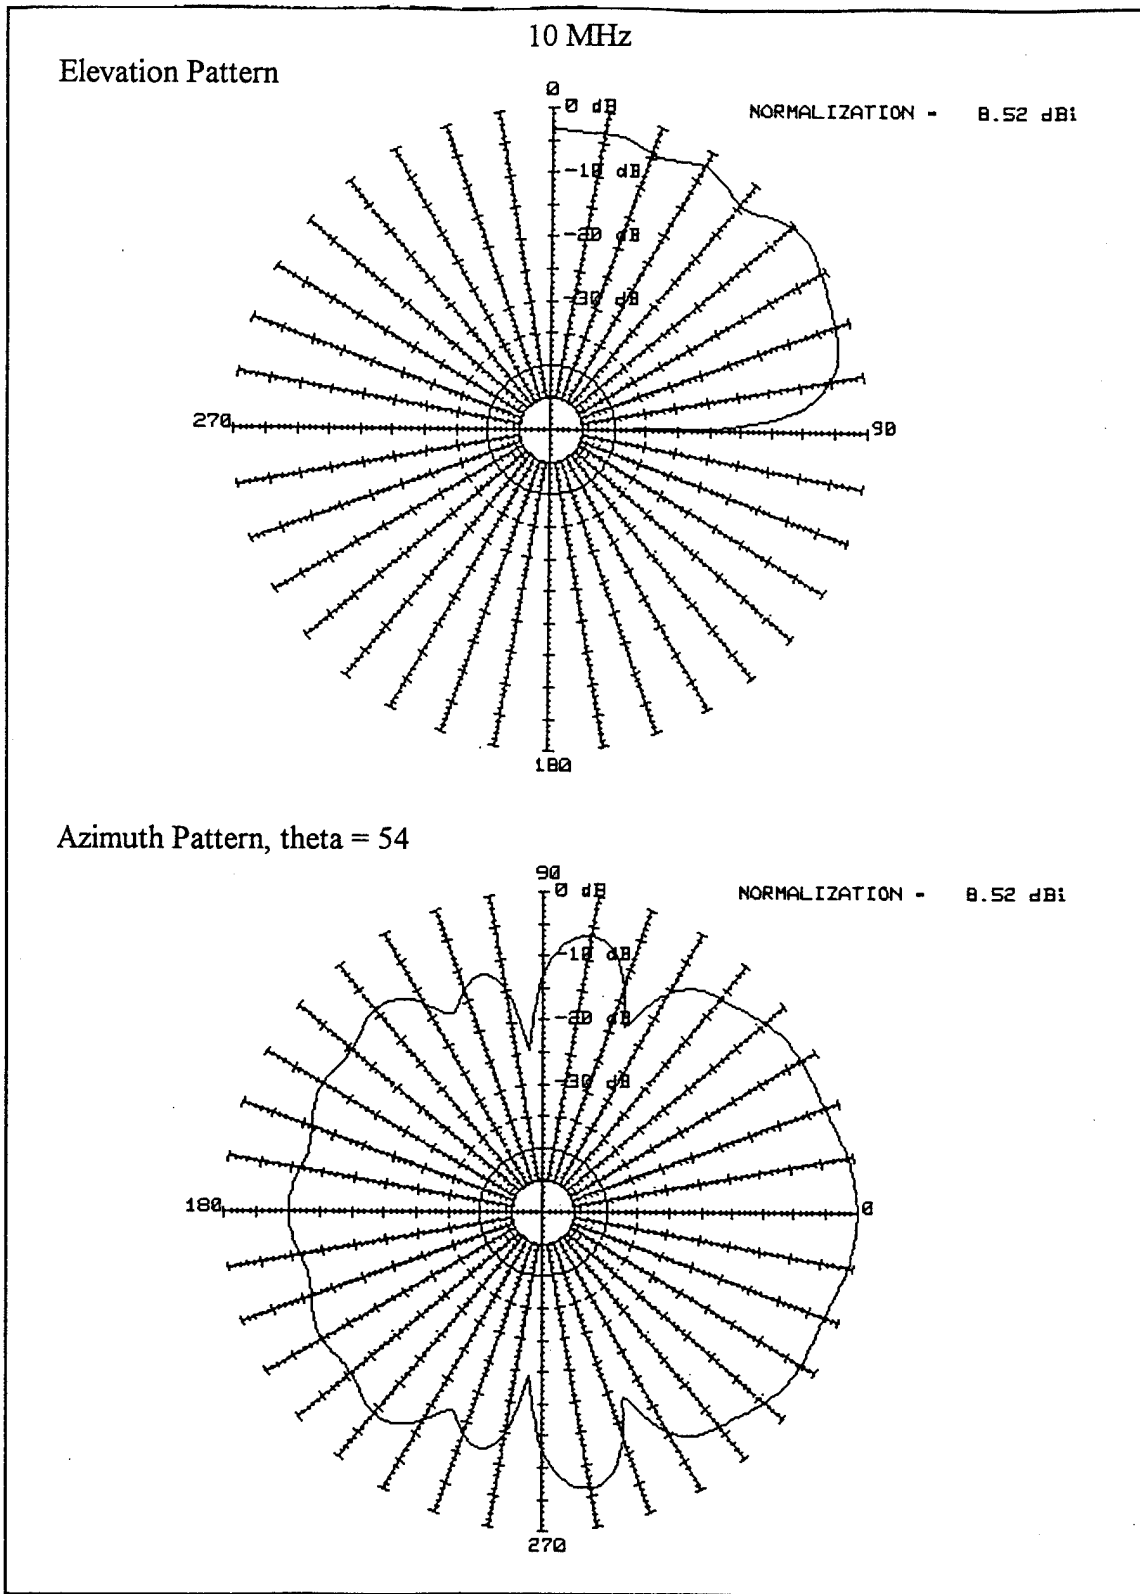 10 MHz
Elevation Pattern
0
0 dB
NORMALIZATION - 8.52 dBi
-10 dB
-20 dB
-30 dB
270
90
180
Azimuth Pattern, theta = 54
90
0 dB
NORMALIZATION - 8.52 dBi
-10 dB
-20 dB
-30 dB
180
0
270